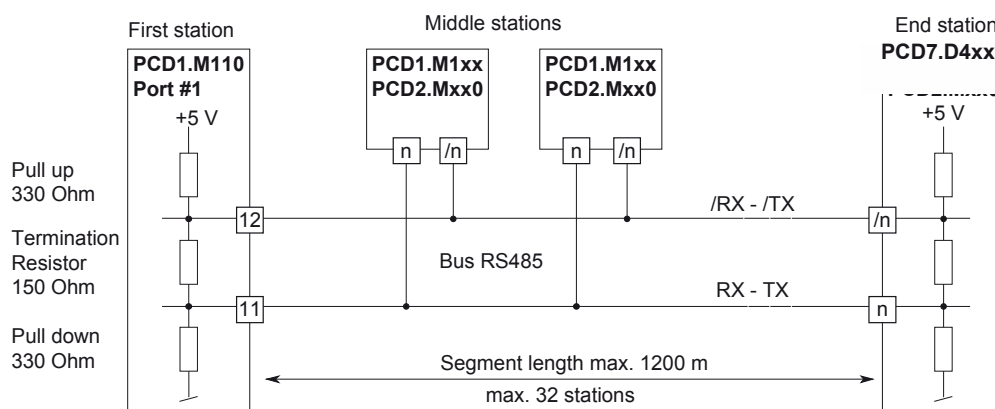 First station
Middle stations
End station
PCD1.M110
Port #1
+5 V
PCD1.M1xx
PCD2.Mxx0
PCD1.M1xx
PCD2.Mxx0
PCD7.D4xx
+5 V
n
/n
n
/n
Pull up
330 Ohm
/RX - /TX
12
/n
Termination
Resistor
150 Ohm
Bus RS485
RX - TX
11
n
Pull down
330 Ohm
Segment length max. 1200 m
max. 32 stations